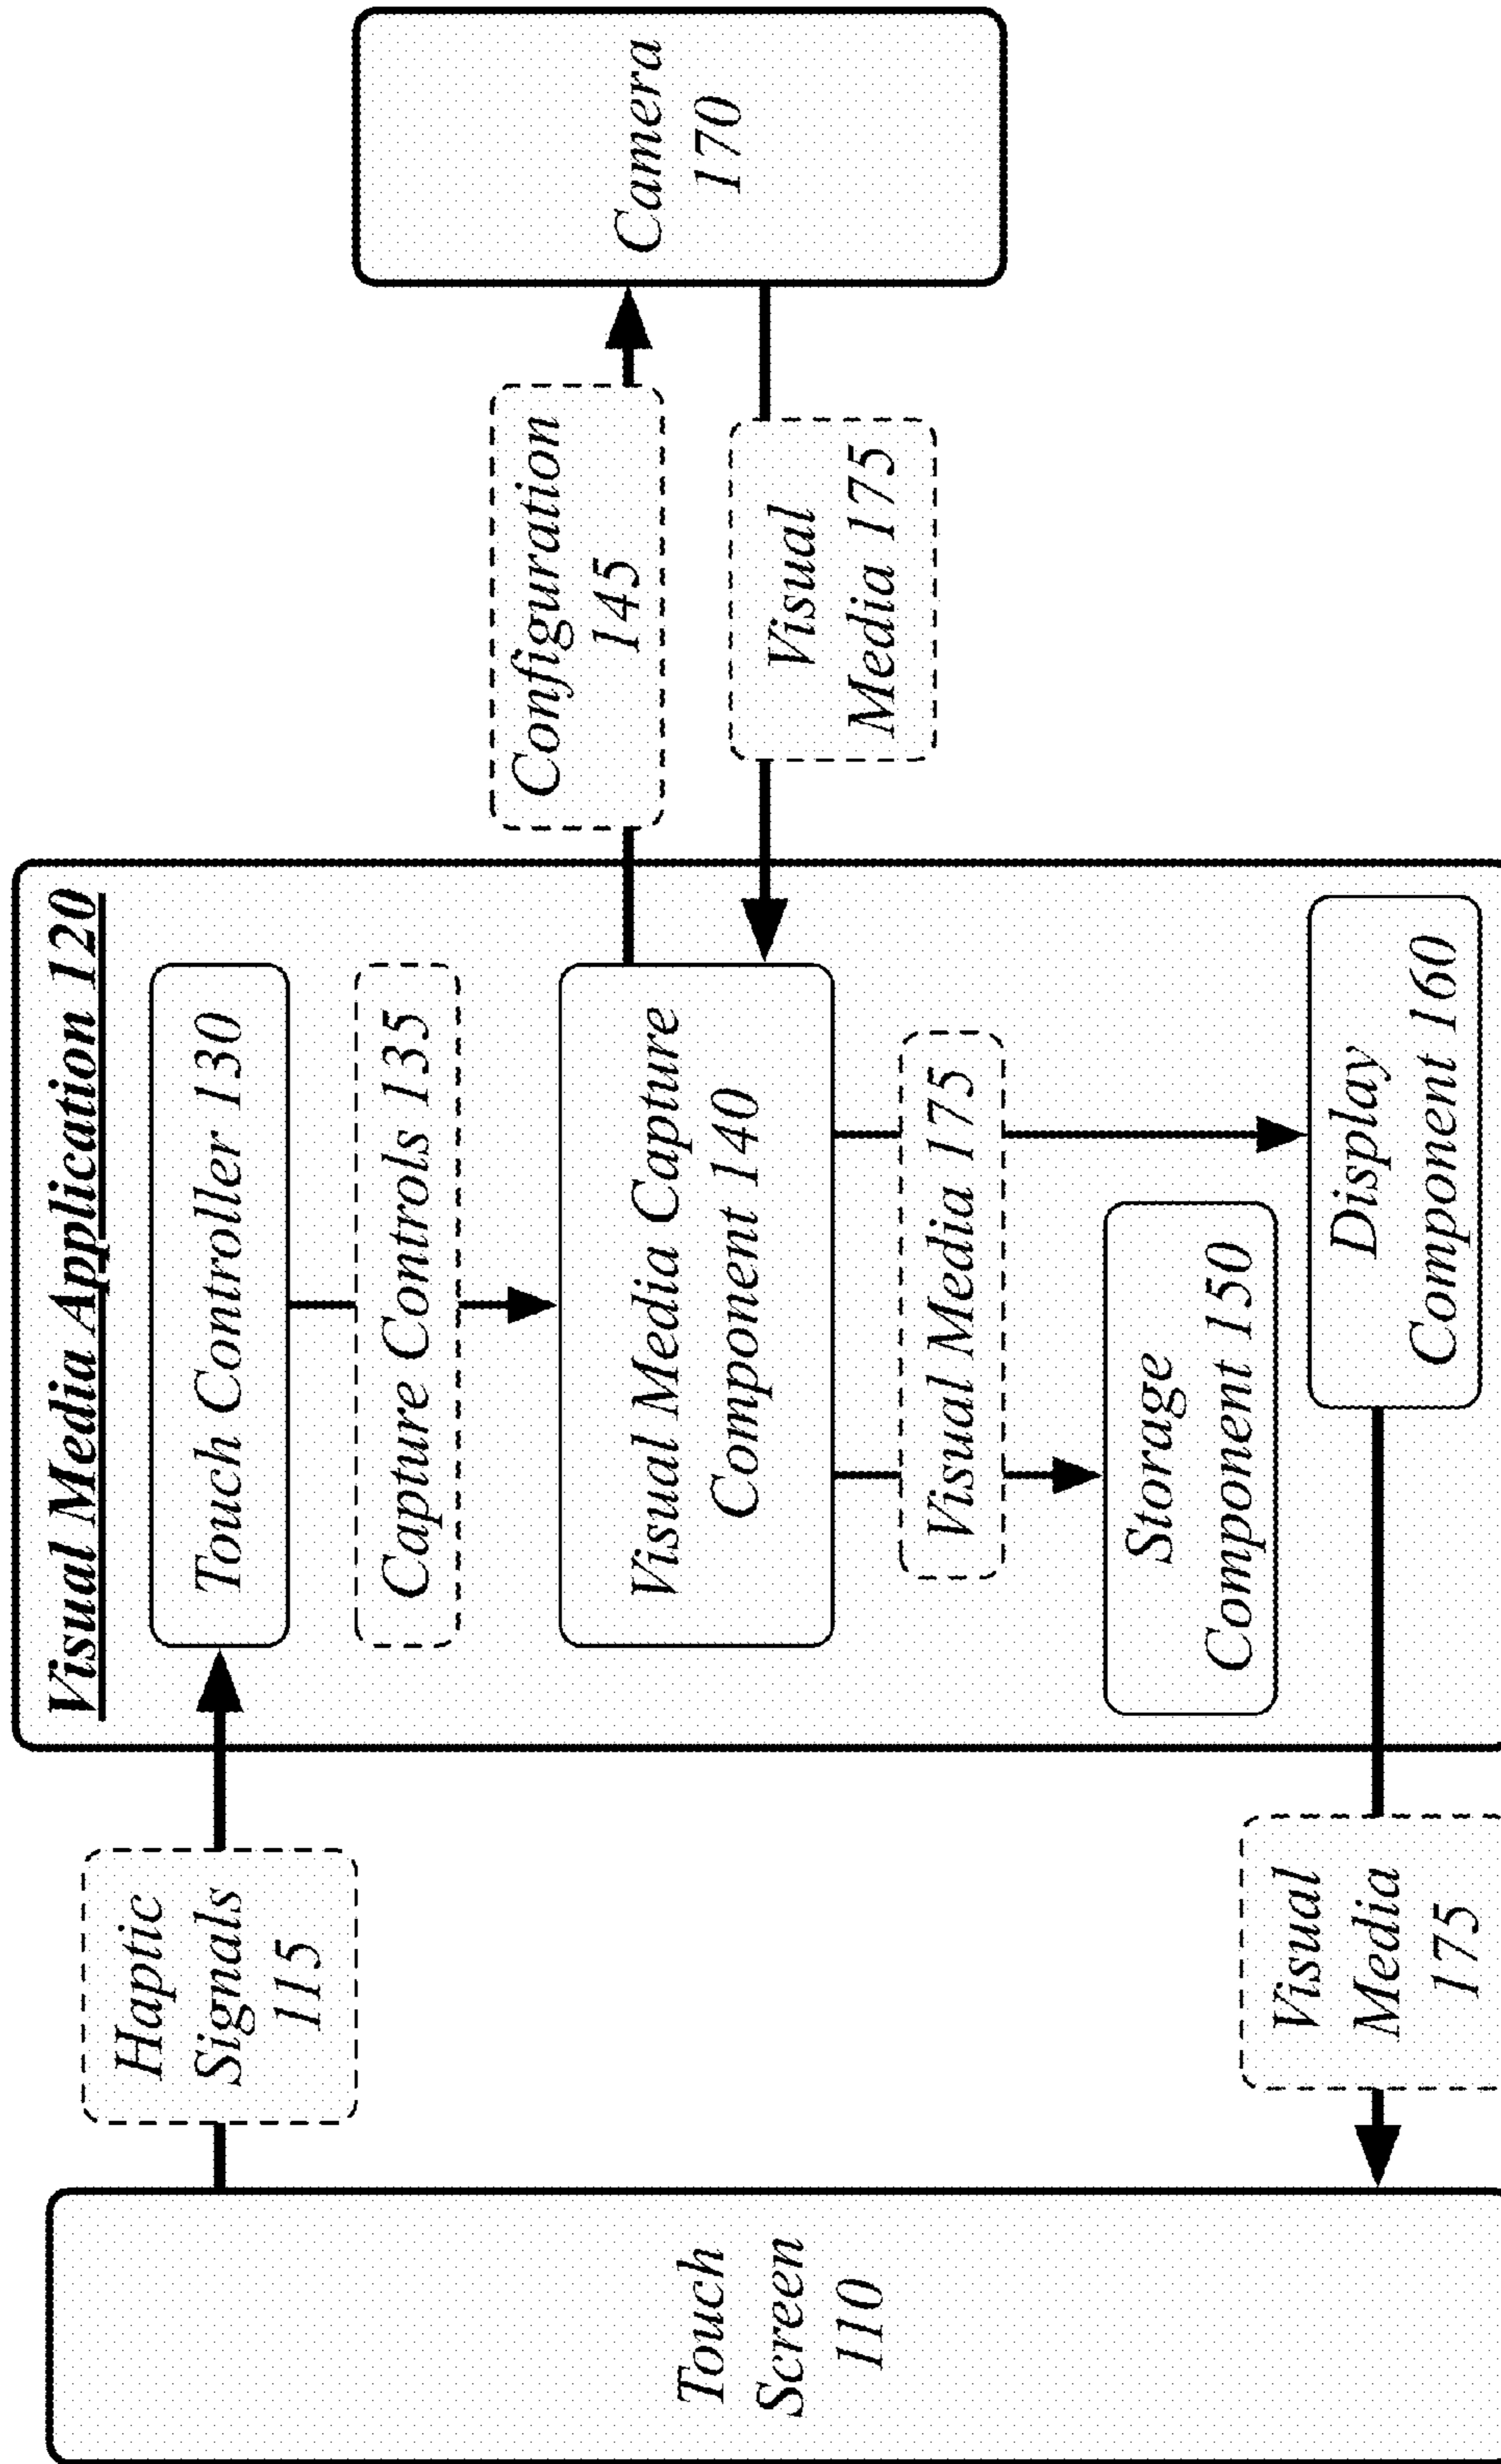 Visual Media Application 120
Touch
Screen
110
Haptic
Signals
115
Touch Controller 130
Capture Controls 135
Visual Media Capture
Component 140
Configuration
145
Visual
Media 175
Camera
170
Visual Media 175
Storage
Component 150
Display
Component 160
Visual
Media
175